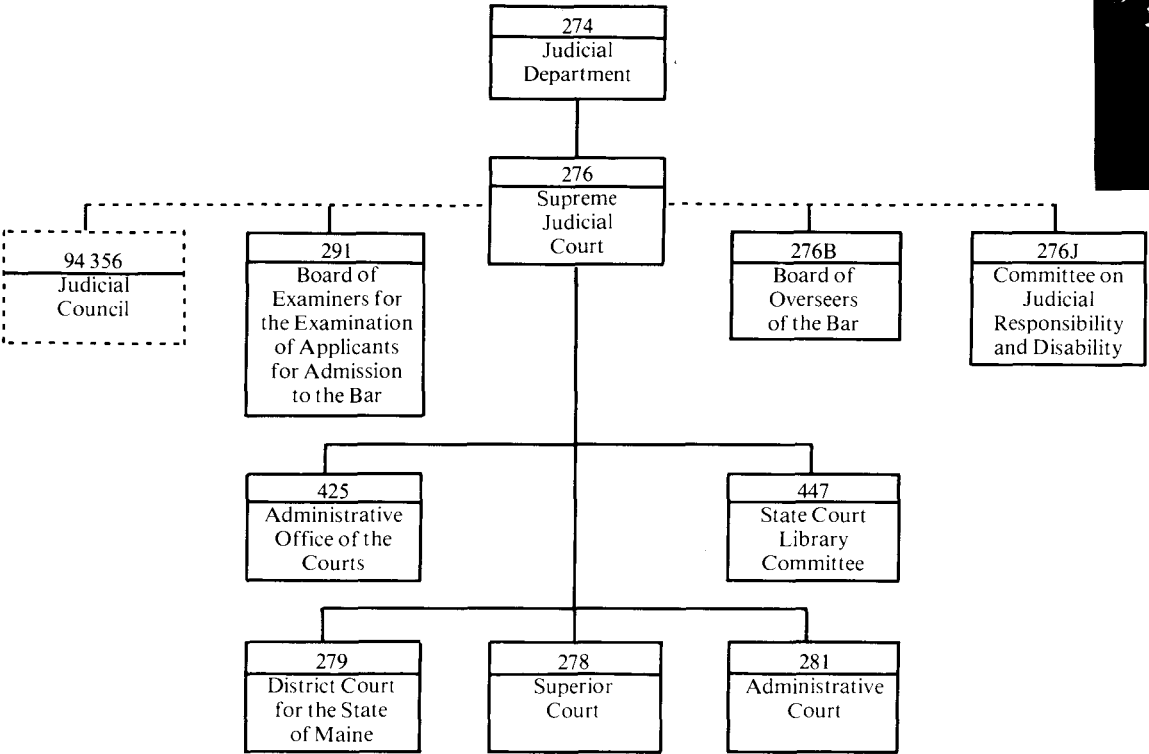 274
Judicial
Department
276
Supreme
Judicial
Court
94 356
Judicial
Council
291
Board of
Examiners for
the Examination
of Applicants
for Admission
to the Bar
276B
Board of
Overseers
of the Bar
276J
Committee on
Judicial
Responsibility
and Disability
425
Administrative
Office of the
Courts
447
State Court
Library
Committee
279
District Court
for the State
of Maine
278
Superior
Court
281
Administrative
Court